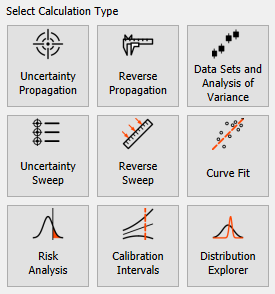 Select Calculation Type
Uncertainty
Propagation
Reverse
Propagation
Data Sets and
Analysis of
Variance
Uncertainty
Sweep
Reverse
Sweep
Curve Fit
Risk
Analysis
Calibration
Intervals
Distribution
Explorer